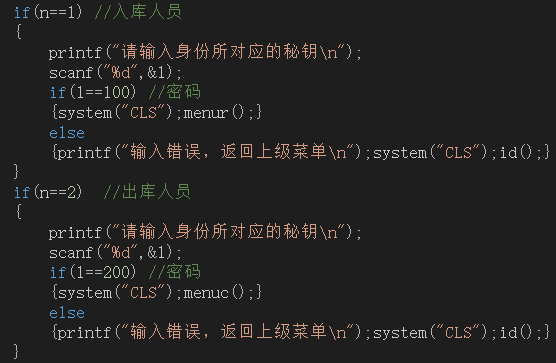 if(n==1) //入库人员
{
printf("请输入身份所对应的秘钥\n");
scanf("%d",&l);
if(l==100) //密码
{system("CLS");menur();}
else
{printf("输入错误，返回上级菜单\n");system("CLS");id();}
}
if(n==2)  //出库人员
{
printf("请输入身份所对应的秘钥\n");
scanf("%d",&l);
if(l==200) //密码
{system("CLS");menuc();}
else
{printf("输入错误，返回上级菜单\n");system("CLS");id();}
}